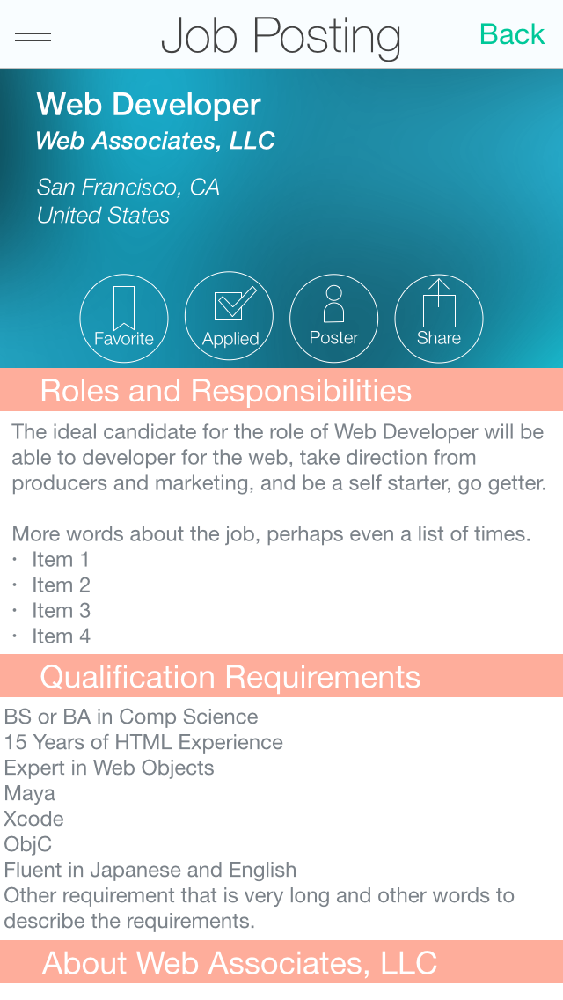 Job Posting
Back
Web Developer
Web Associates, LLC
San Francisco, CA
United States
Favorite
Applied
Poster
Share
Roles and Responsibilities
The ideal candidate for the role of Web Developer will be
able to developer for the web, take direction from
producers and marketing, and be a self starter, go getter.
More words about the job, perhaps even a list of times.
• Item 1
• Item 2
• Item 3
• Item 4
Qualification Requirements
BS or BA in Comp Science
15 Years of HTML Experience
Expert in Web Objects
Maya
Xcode
ObjC
Fluent in Japanese and English
Other requirement that is very long and other words to
describe the requirements.
About Web Associates, LLC